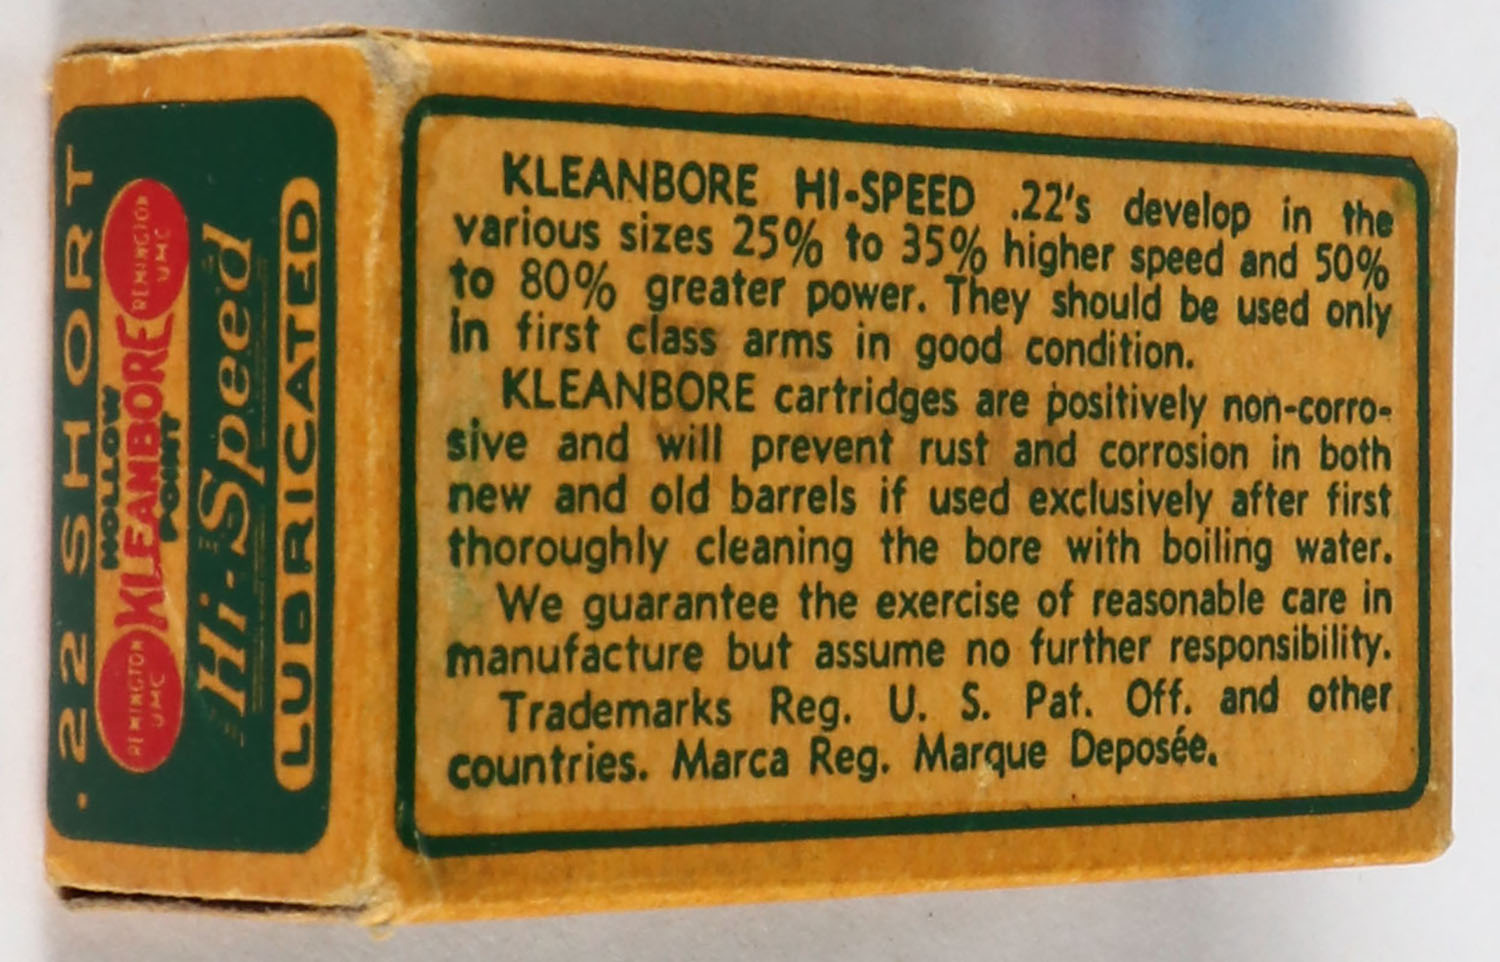 .22 SHORT
HOLLOW
REMINGTON
UMC
KLEANBORE
REMINGTON
UMC
POINT
Hi-Speed
LUBRICATED
KLEANBORE HI-SPEED .22's develop in the
various sizes 25% to 35% higher speed and 50%
to 80% greater power. They should be used only
in first class arms in good condition.
KLEANBORE cartridges are positively non-corro-
sive and will prevent rust and corrosion in both
new and old barrels if used exclusively after first
thoroughly cleaning the bore with boiling water.
We guarantee the exercise of reasonable care in
manufacture but assume no further responsibility.
Trademarks Reg. U. S. Pat. Off. and other
countries. Marca Reg. Marque Deposée.